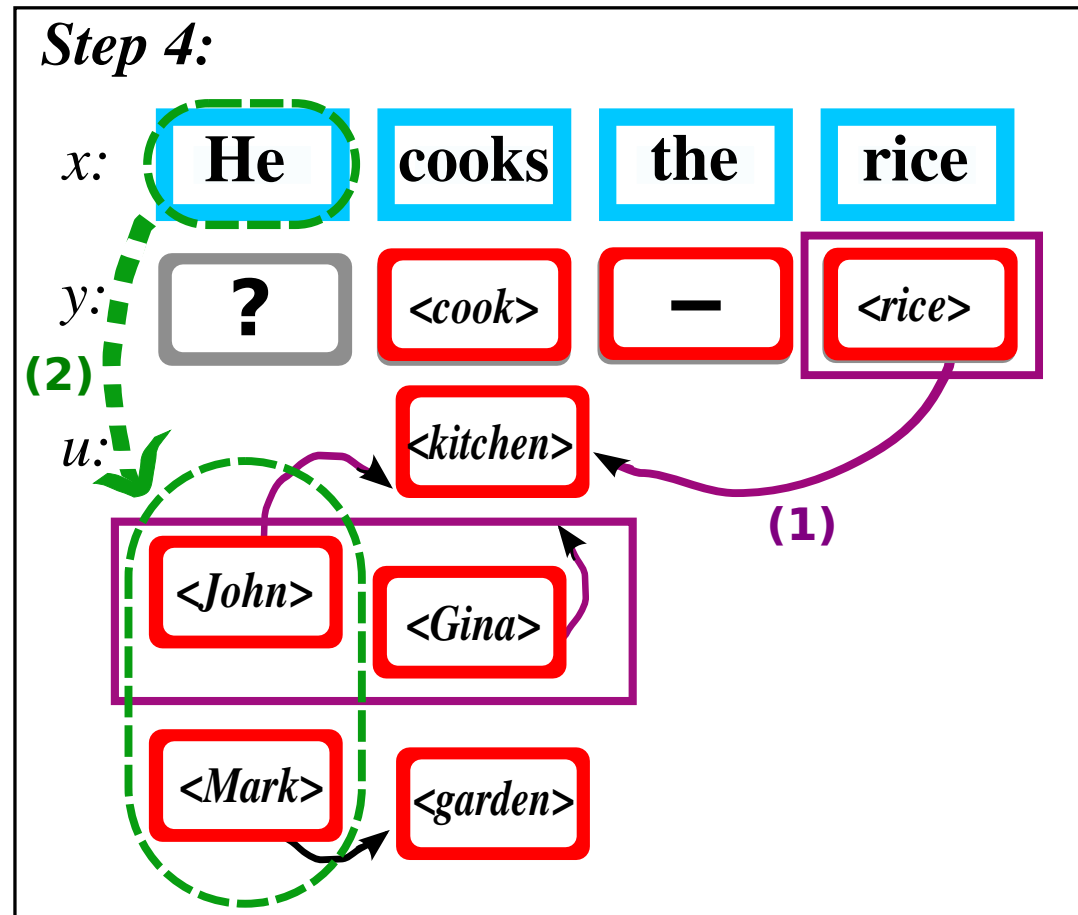 Step 4:
x: He cooks the rice
y: ? <cook> – <rice>
(2)
u: <kitchen>
(1)
<John> <Gina>
<Mark> <garden>